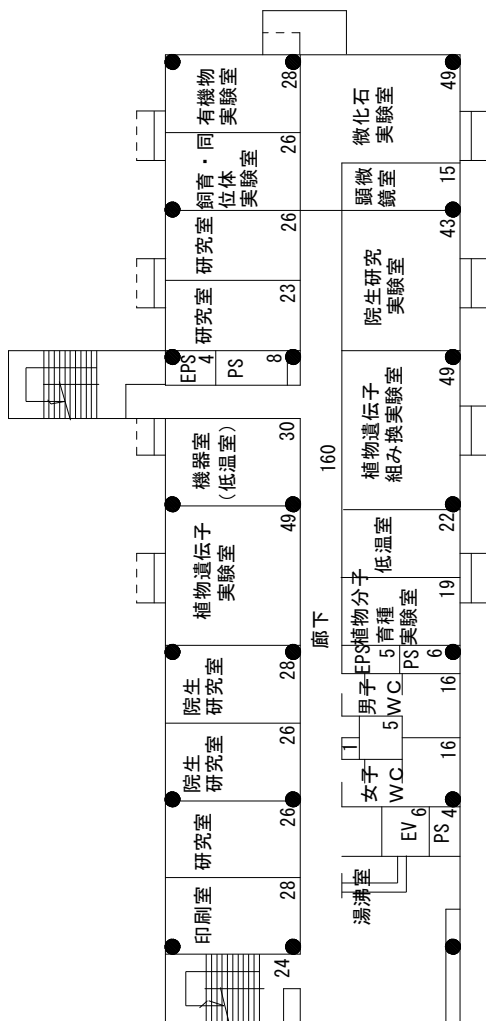 有機物
実験室
28
飼育・同
位体
実験室
26
研究室
26
研究室
23
EPS
4
PS
8
機器室
(低温室)
30
植物遺伝子
実験室
49
院生
研究室
28
院生
研究室
26
研究室
26
印刷室
28
24
廊下
160
微化石
実験室
49
顕微
鏡室
15
院生研究
実験室
43
植物遺伝子
組み換実験室
49
低温室
22
植物分子
育種
実験室
19
EPS
5
PS
6
男子
WC
16
5
1
女子
WC
16
EV
6
PS
4
湯沸室